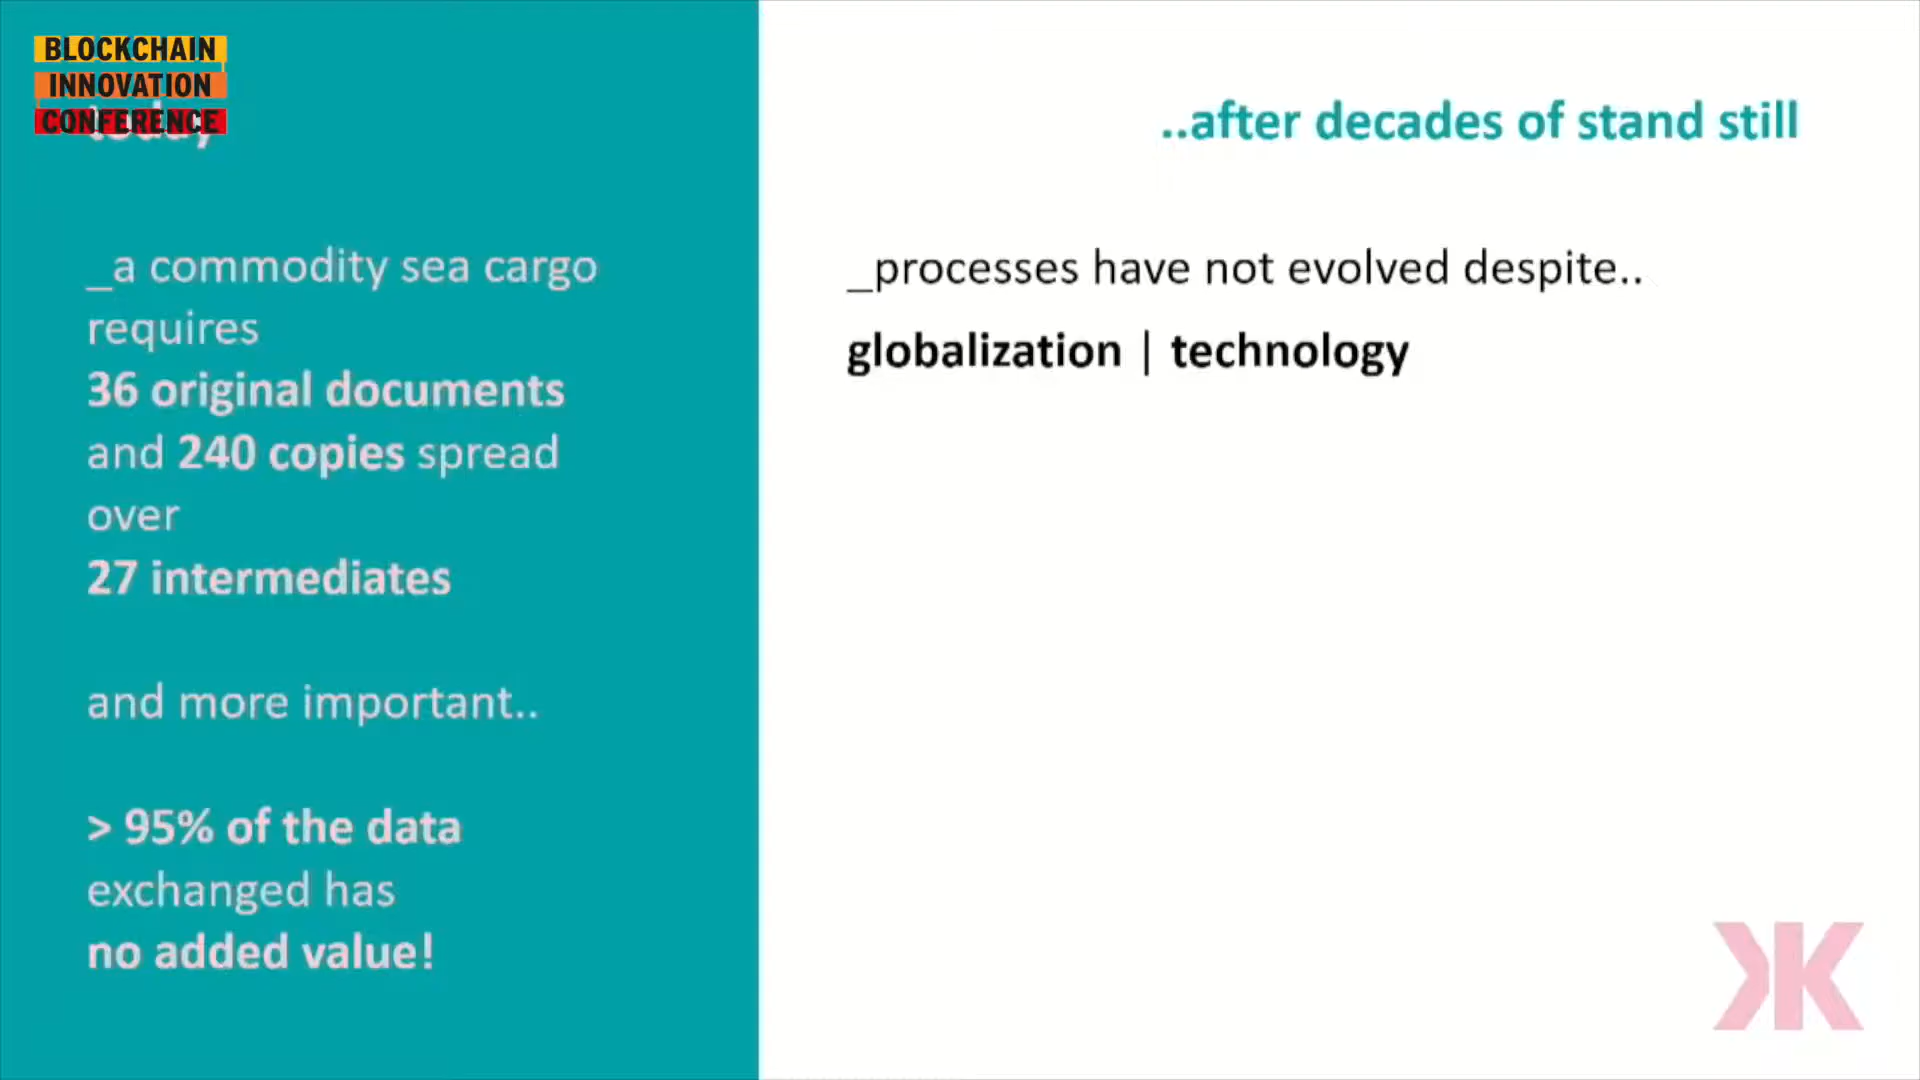 BLOCKCHAIN
INNOVATION
CONFERENCE
today
_a commodity sea cargo
requires
36 original documents
and 240 copies spread
over
27 intermediates
and more important..
> 95% of the data
exchanged has
no added value!
..after decades of stand still
_processes have not evolved despite..
globalization | technology